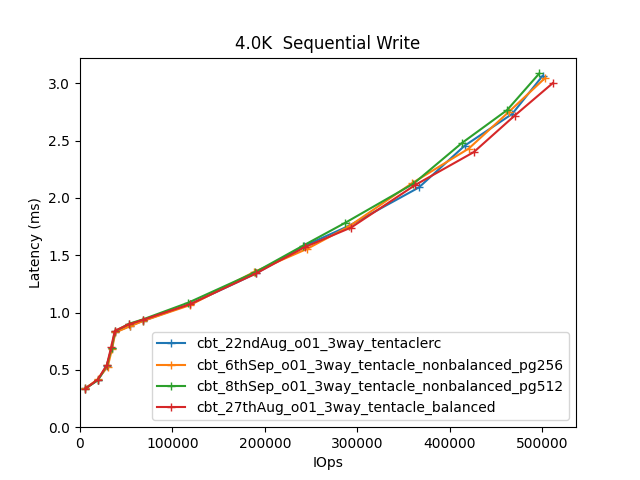 4.0K  Sequential Write
Latency (ms)
3.0
2.5
2.0
1.5
1.0
0.5
0.0
cbt_22ndAug_o01_3way_tentaclerc
cbt_6thSep_o01_3way_tentacle_nonbalanced_pg256
cbt_8thSep_o01_3way_tentacle_nonbalanced_pg512
cbt_27thAug_o01_3way_tentacle_balanced
0 100000 200000 300000 400000 500000
IOps